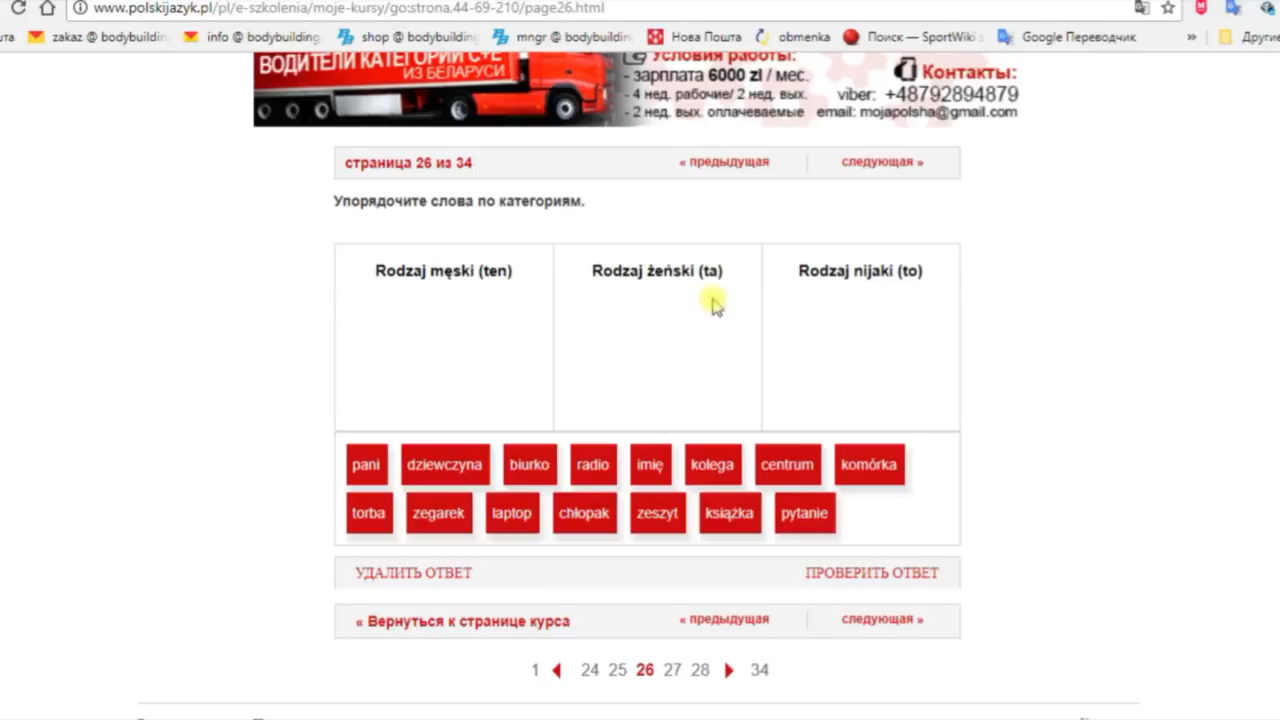 www.polskijazyk.pl/pl/e-szkolenia/moje-kursy/go:strona.44-69-210/page26.html
zakaz @ bodybuildin info @ bodybuilding. shop @ bodybuildin mngr @ bodybuildin Нова Пошта obmenka Поиск — SportWiki Google Переводчик » Другие
ВОДИТЕЛИ КАТЕГОРИИ C+E
ИЗ БЕЛАРУСИ
Условия работы:
- зарплата 6000 zl / мес.
- 4 нед. рабочие/ 2 нед. вых.
- 2 нед. вых. оплачеваемые
Контакты:
viber: +48792894879
email: mojapolsha@gmail.com
страница 26 из 34 « предыдущая следующая »
Упорядочите слова по категориям.
Rodzaj męski (ten) Rodzaj żeński (ta) Rodzaj nijaki (to)
pani dziewczyna biurko radio imię kolega centrum komórka
torba zegarek laptop chłopak zeszyt książka pytanie
УДАЛИТЬ ОТВЕТ ПРОВЕРИТЬ ОТВЕТ
« Вернуться к странице курса « предыдущая следующая »
1 24 25 26 27 28 34